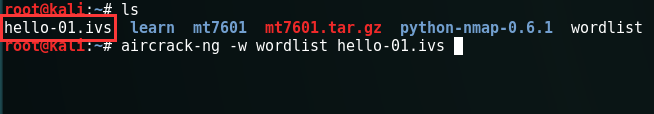 root@kali:~# ls
hello-01.ivs learn mt7601 mt7601.tar.gz python-nmap-0.6.1 wordlist
root@kali:~# aircrack-ng -w wordlist hello-01.ivs